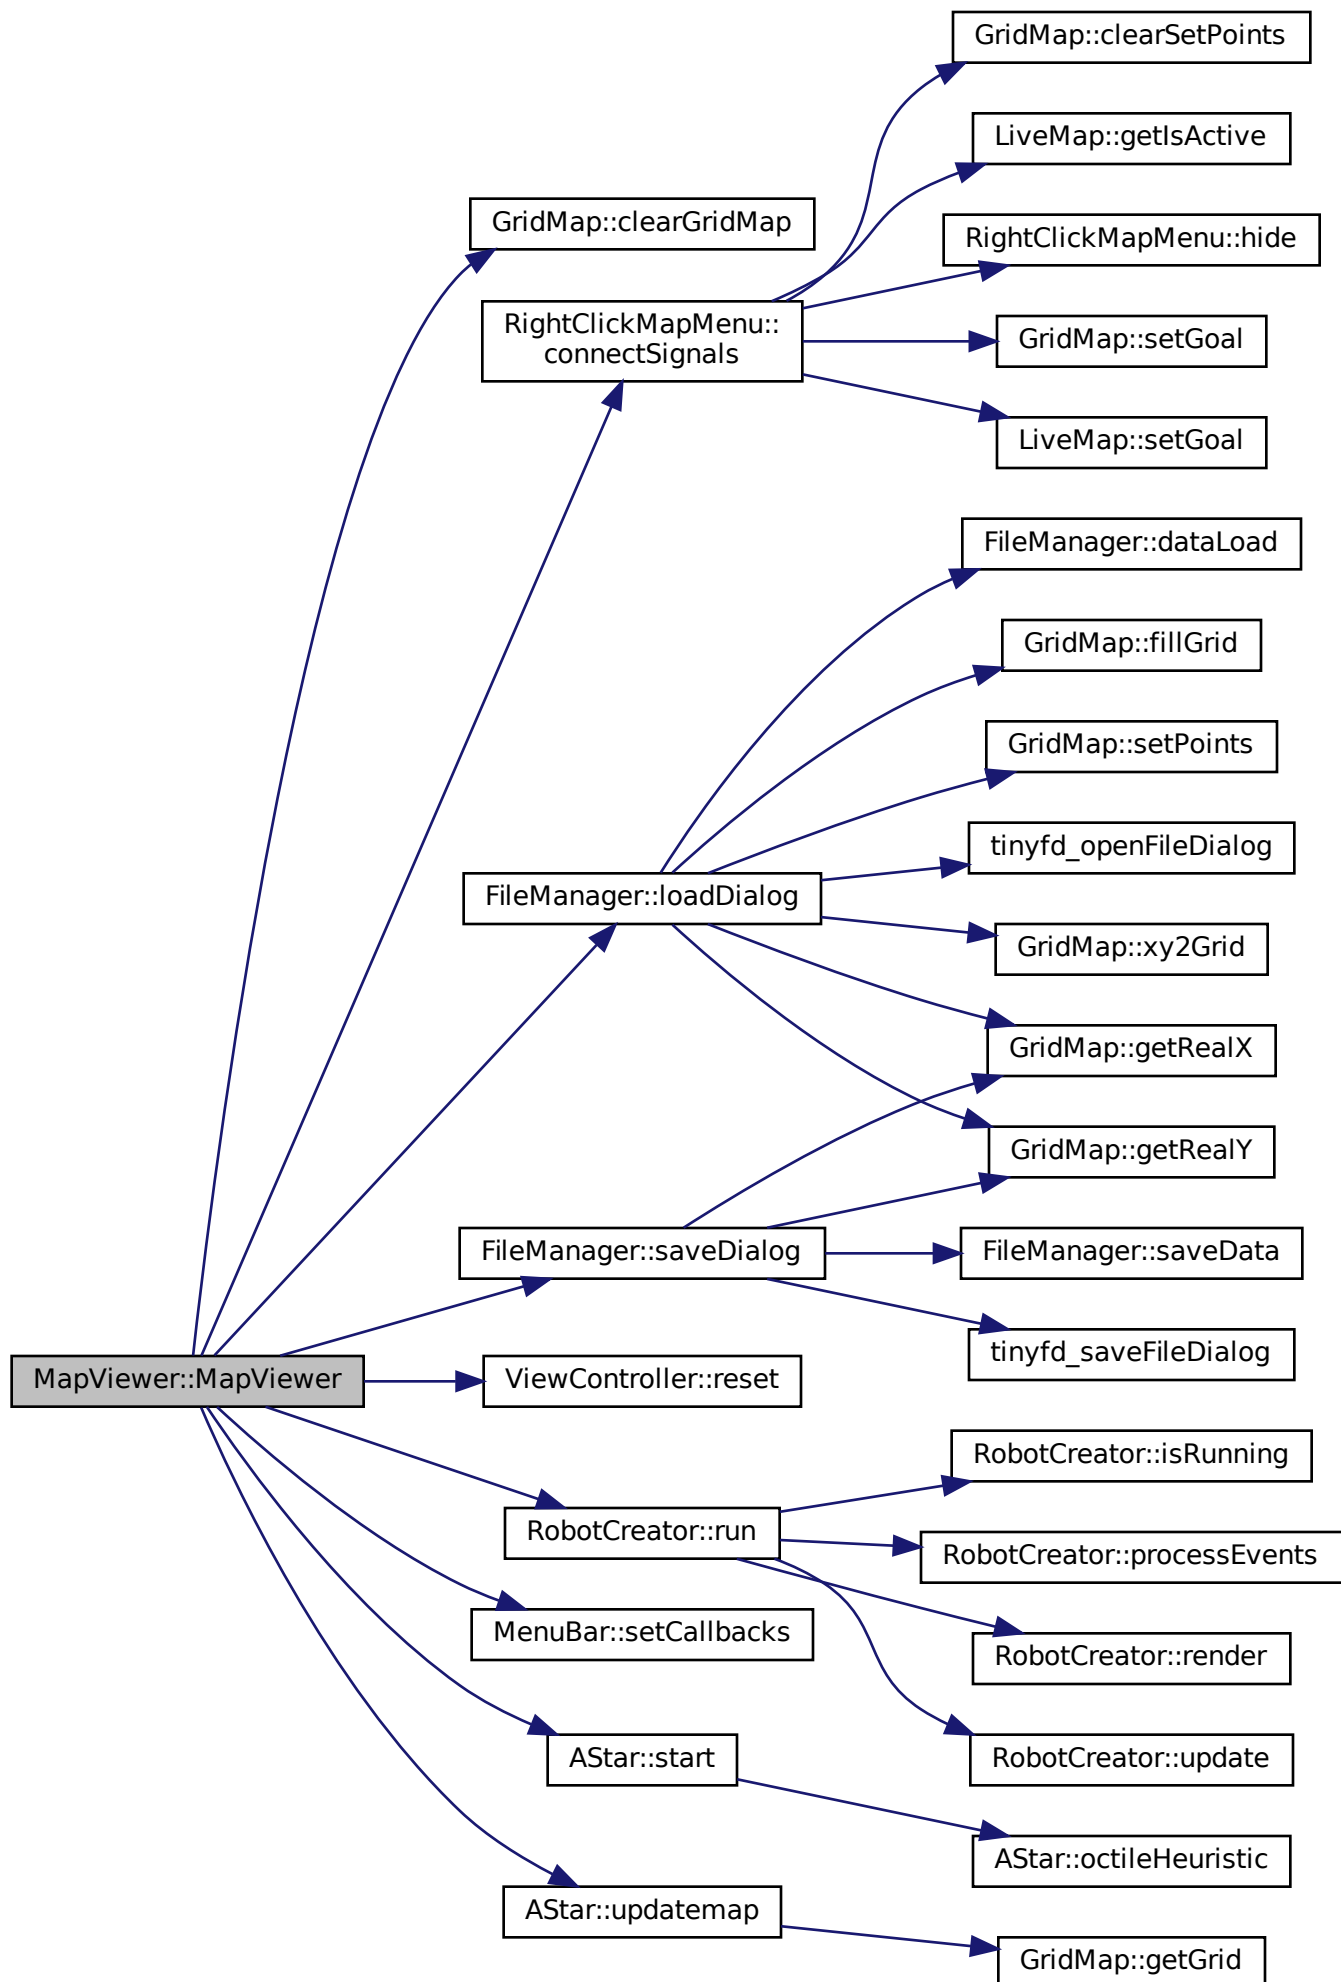 GridMap::clearSetPoints
LiveMap::getIsActive
GridMap::clearGridMap
RightClickMapMenu::hide
RightClickMapMenu::
connectSignals
GridMap::setGoal
LiveMap::setGoal
FileManager::dataLoad
GridMap::fillGrid
GridMap::setPoints
tinyfd_openFileDialog
FileManager::loadDialog
GridMap::xy2Grid
GridMap::getRealX
GridMap::getRealY
FileManager::saveDialog
FileManager::saveData
tinyfd_saveFileDialog
MapViewer::MapViewer
ViewController::reset
RobotCreator::isRunning
RobotCreator::run
RobotCreator::processEvents
MenuBar::setCallbacks
RobotCreator::render
AStar::start
RobotCreator::update
AStar::octileHeuristic
AStar::updatemap
GridMap::getGrid